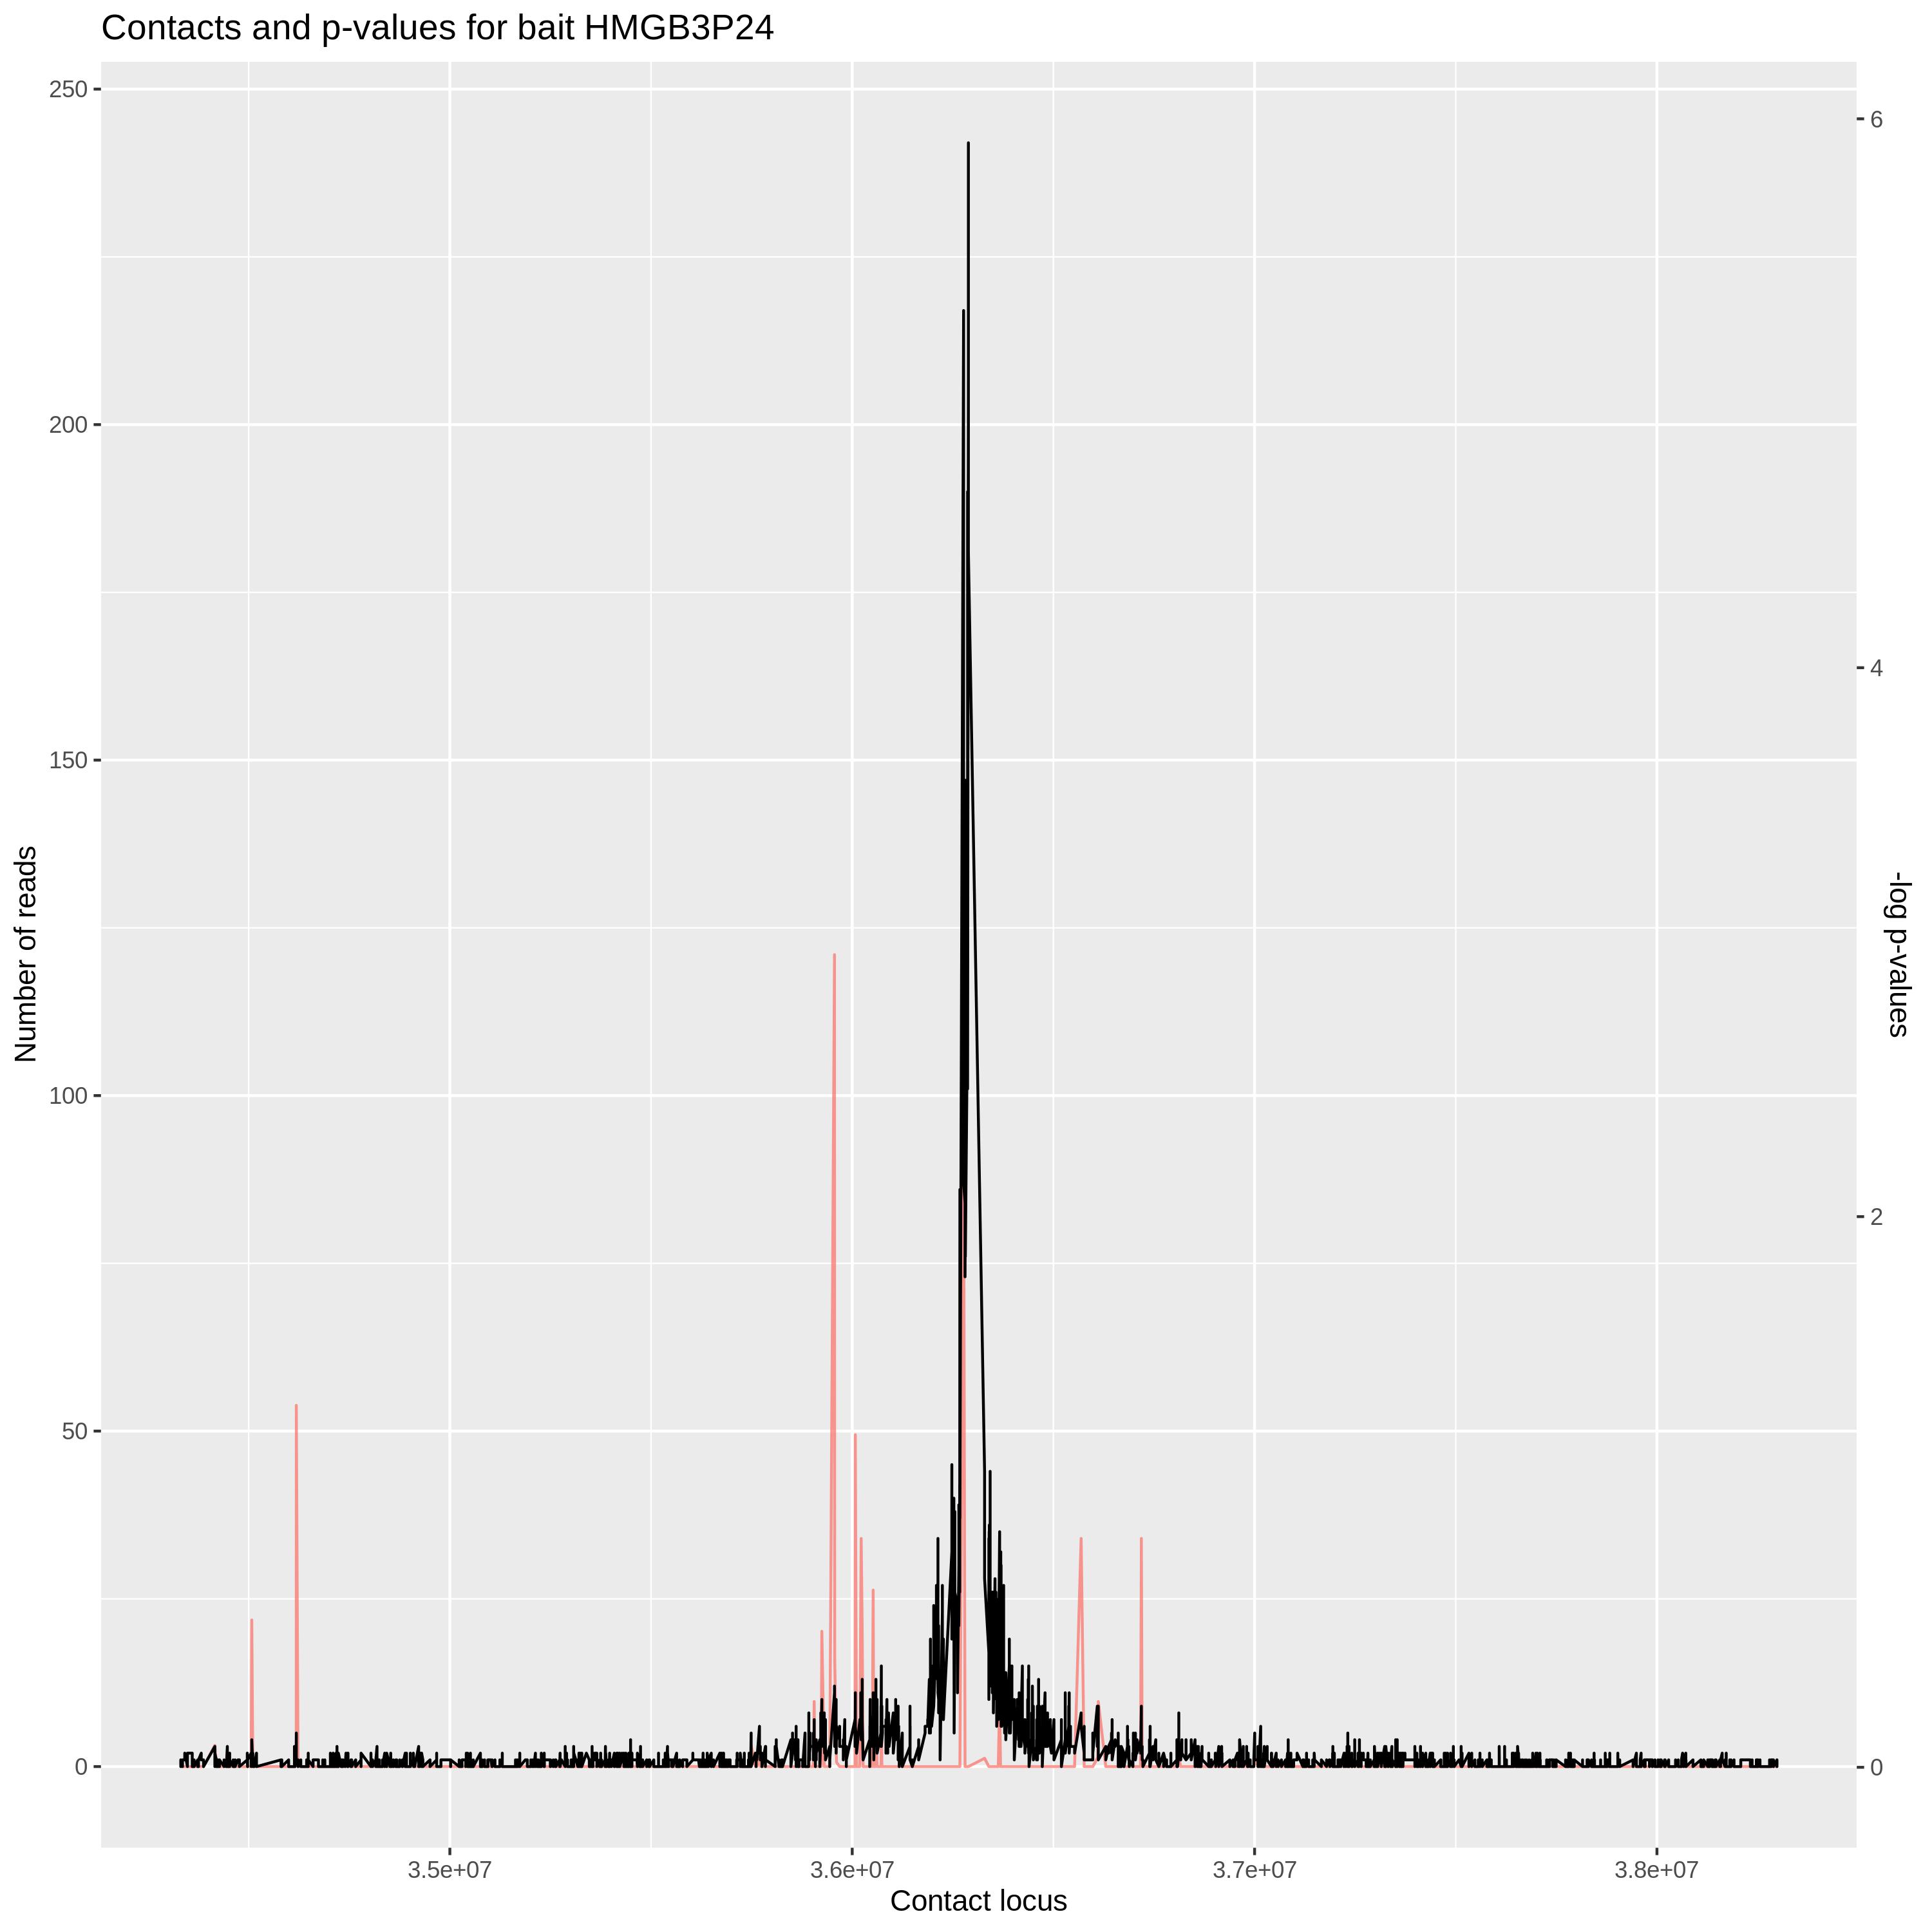 Contacts and p-values for bait HMGB3P24
250
200
150
100
50
0
Number of reads
6
4
2
0
-log p-values
3.5e+07
3.6e+07
3.7e+07
3.8e+07
Contact locus